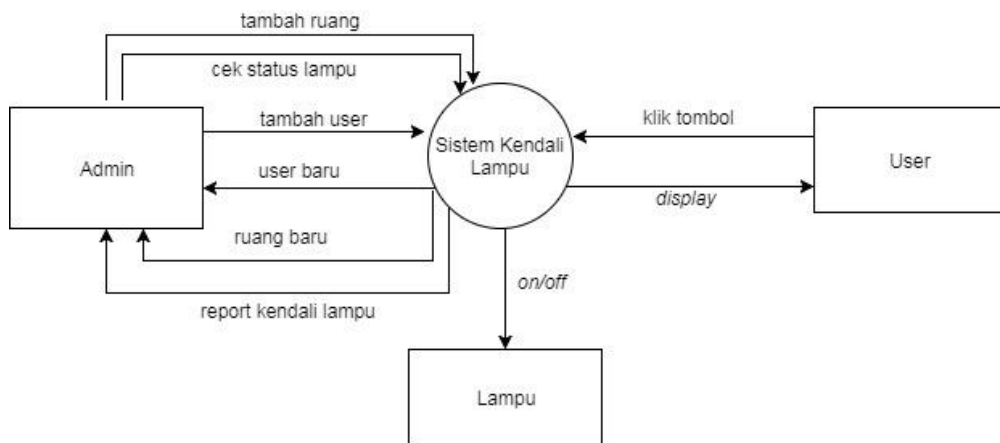 tambah ruang
cek status lampu
tambah user
klik tombol
Sistem Kendali
Lampu
Admin
User
user baru
display
ruang baru
on/off
report kendali lampu
Lampu